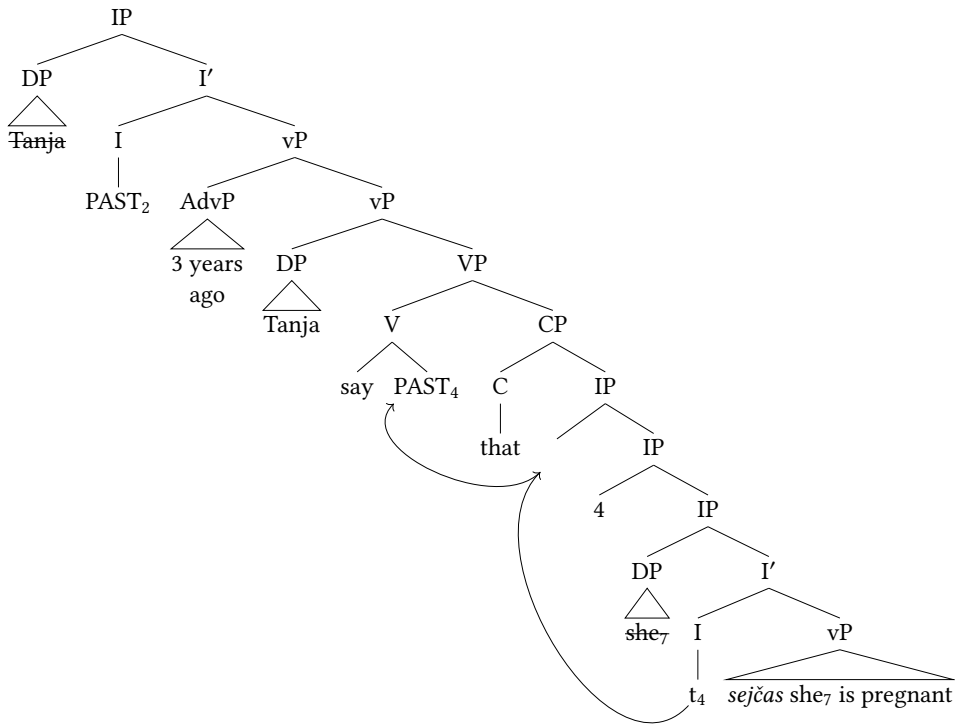 IP
DP I′
Tanja I vP
PAST₂ AdvP vP
3 years DP VP
ago
Tanja V CP
say PAST₄ C IP
that IP
4 IP
DP I′
she₇ I vP
t₄ sejčas she₇ is pregnant